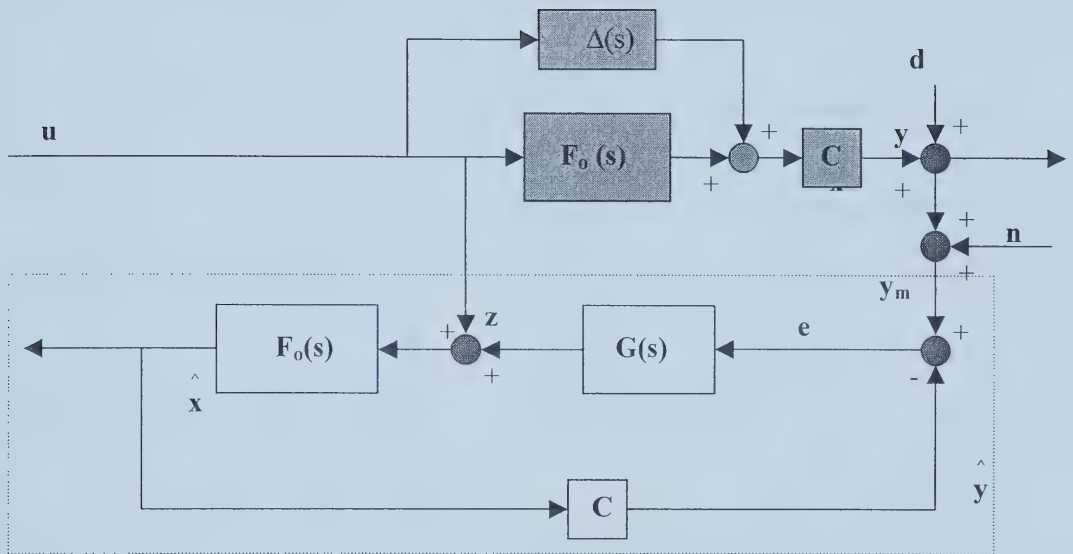 Δ(s)
d
u
+
+
F₀ (s)
C
y
+
+
+
n
+
yₘ
z
e
+
+
F₀(s)
G(s)
+
-
^
x
^
y
C